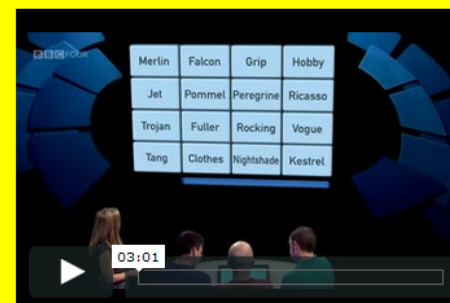 BBC FOUR
Merlin Falcon Grip Hobby
Jet Pommel Peregrine Ricasso
Trojan Fuller Rocking Vogue
Tang Clothes Nightshade Kestrel
03:01